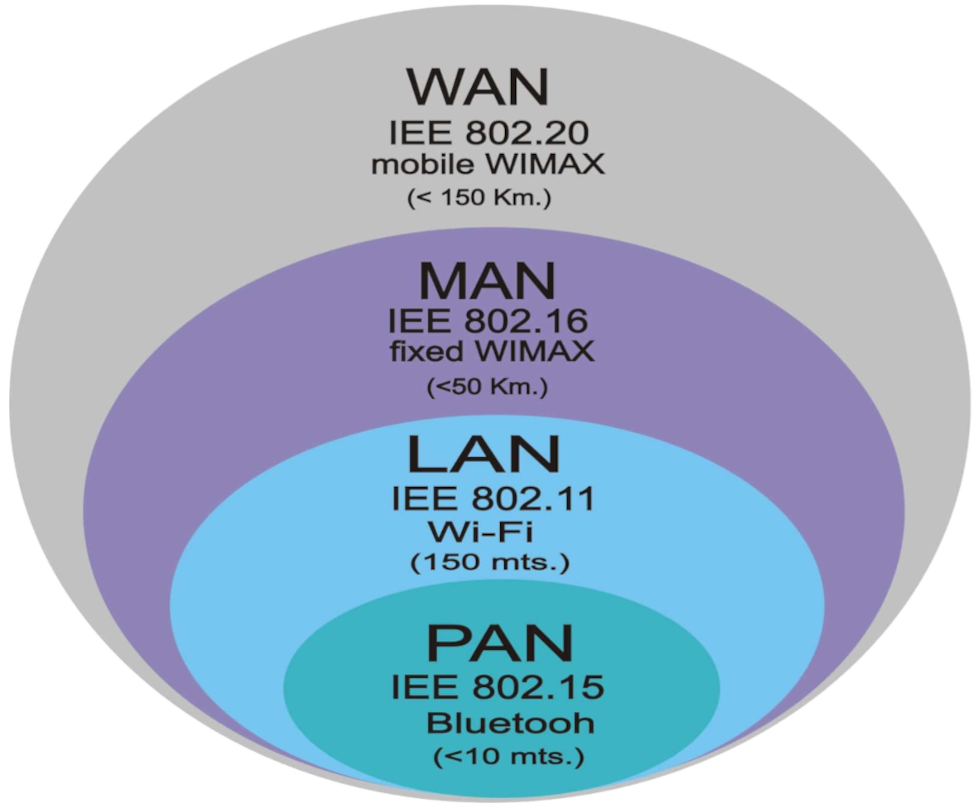 WAN
IEE 802.20
mobile WIMAX
(< 150 Km.)
MAN
IEE 802.16
fixed WIMAX
(<50 Km.)
LAN
IEE 802.11
Wi-Fi
(150 mts.)
PAN
IEE 802.15
Bluetooh
(<10 mts.)